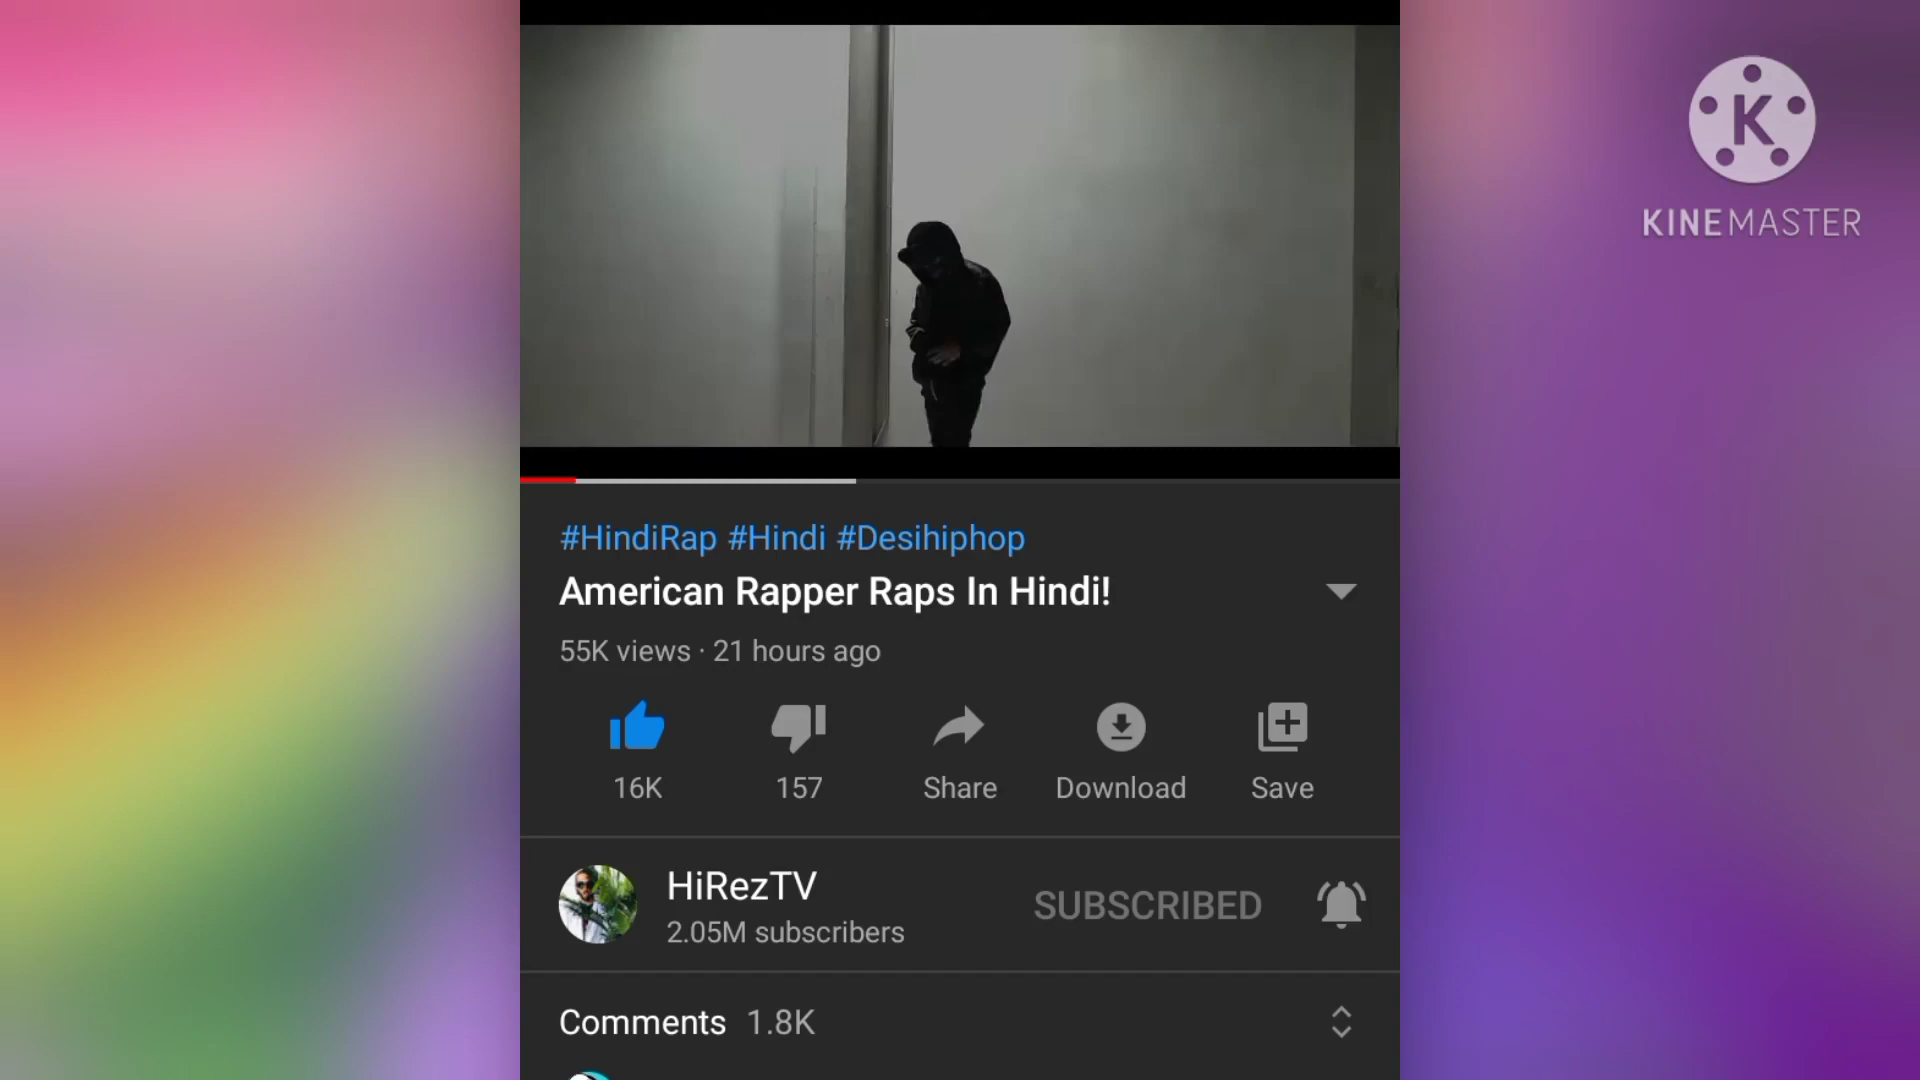 K
KINEMASTER
#HindiRap #Hindi #Desihiphop
American Rapper Raps In Hindi!
55K views · 21 hours ago
16K 157 Share Download Save
HiRezTV
2.05M subscribers
SUBSCRIBED
Comments 1.8K